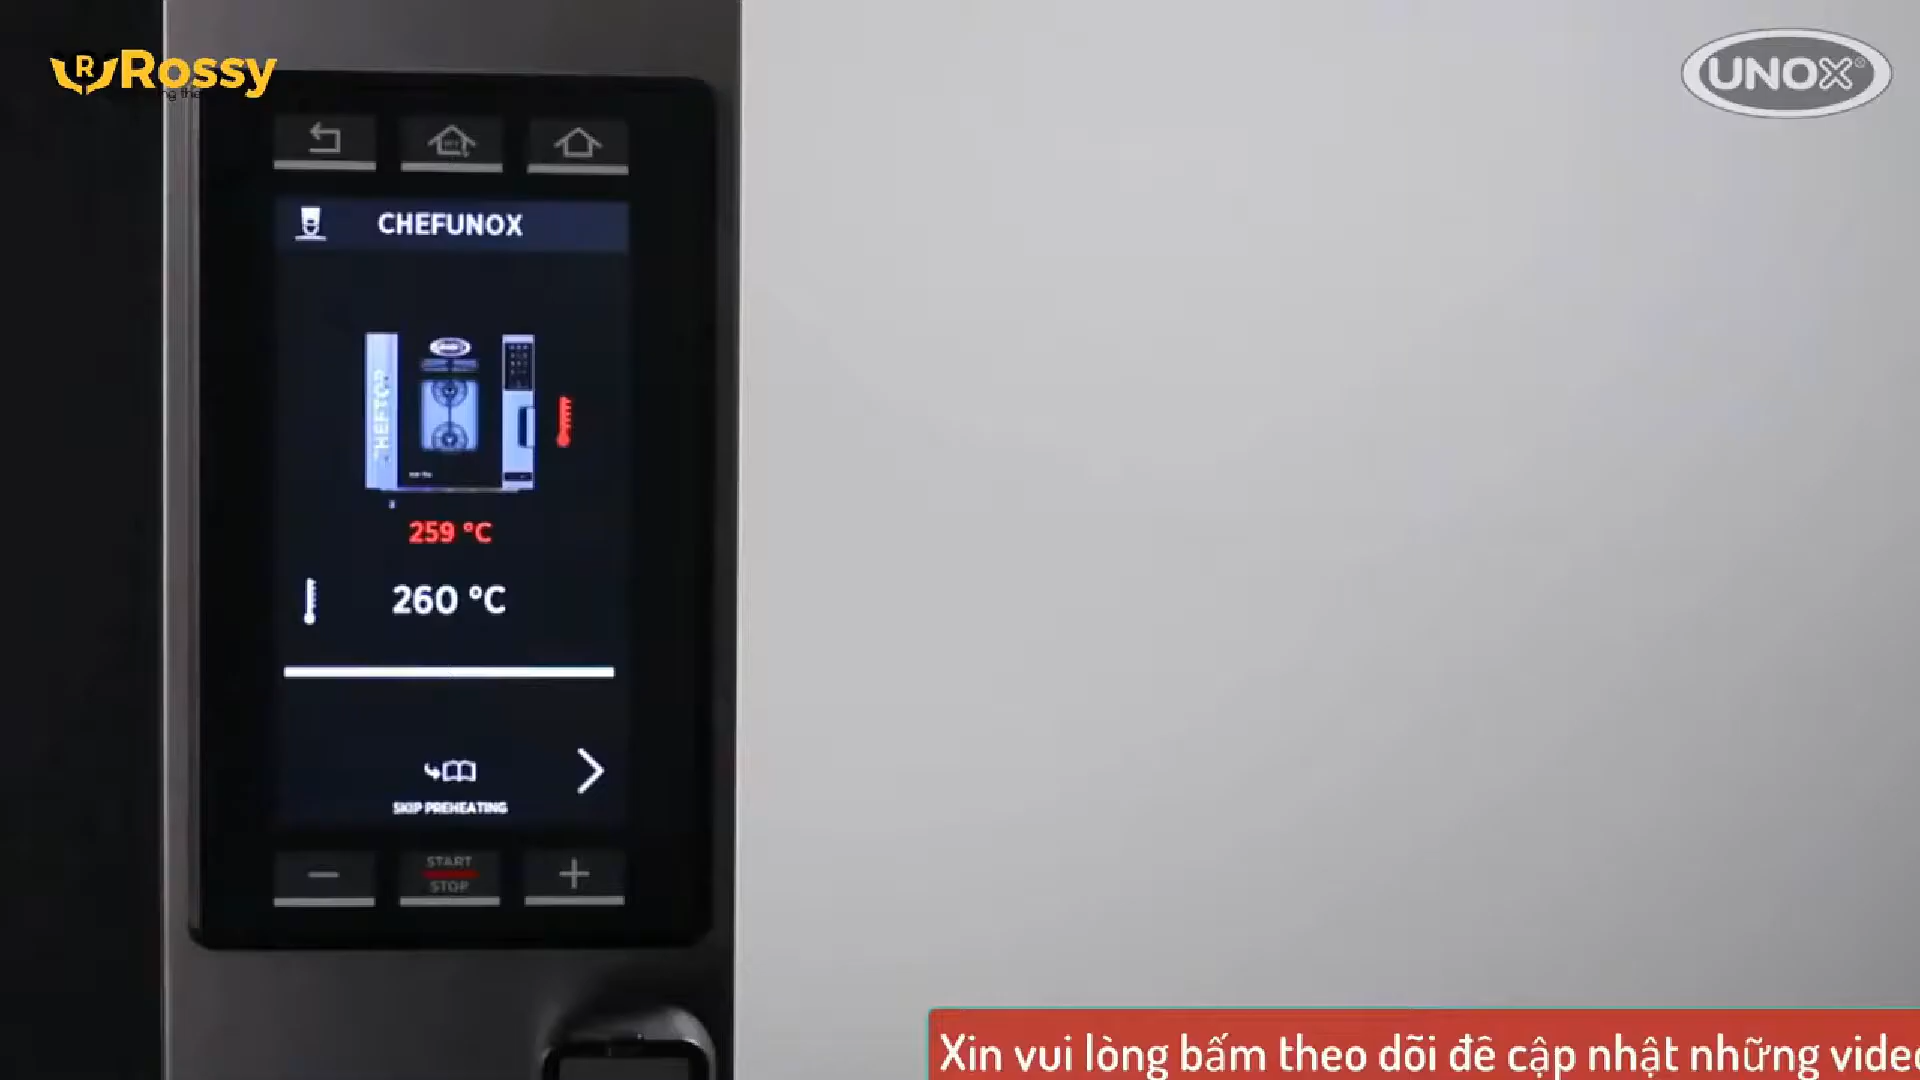 Rossy
UNOX
CHEFUNOX
259 °C
260 °C
SKIP PREHEATING
START
STOP
Xin vui lòng bấm theo dõi để cập nhật những video